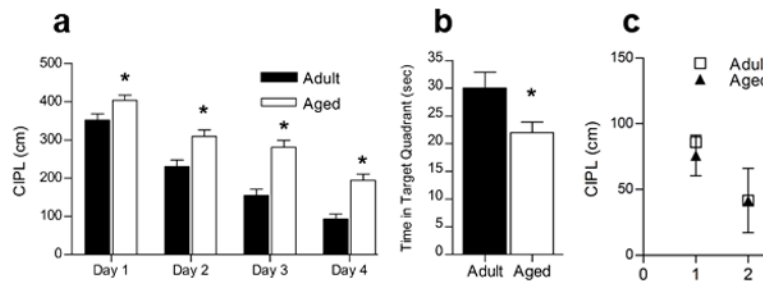 a
CIPL (cm)
500
400
300
200
100
0
Adult
Aged
*
*
*
*
Day 1 Day 2 Day 3 Day 4
b
Time in Target Quadrant (sec)
35
30
25
20
15
10
5
0
*
Adult Aged
c
CIPL (cm)
150
100
50
0
Adul
Aged
0 1 2